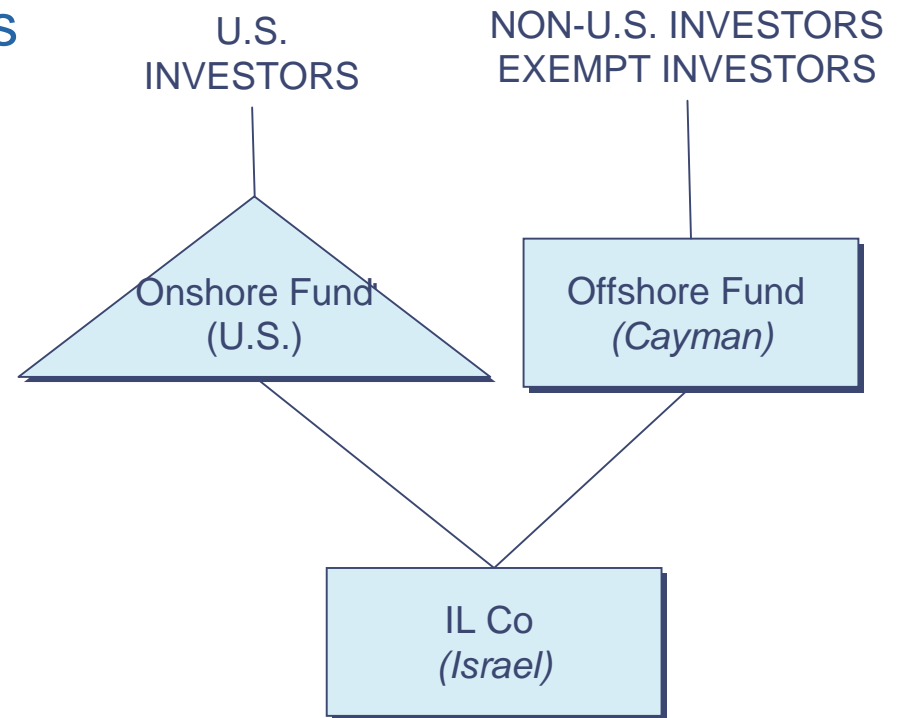 s
U.S.
INVESTORS
NON-U.S. INVESTORS
EXEMPT INVESTORS
Onshore Fund'
(U.S.)
Offshore Fund
(Cayman)
IL Co
(Israel)